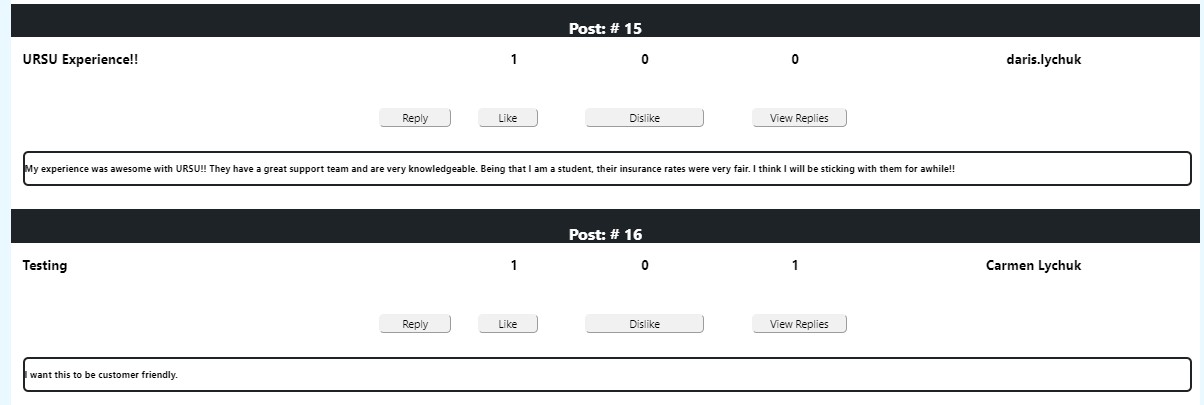 Post: # 15
URSU Experience!! 1 0 0 daris.lychuk
Reply Like Dislike View Replies
My experience was awesome with URSU!! They have a great support team and are very knowledgeable. Being that I am a student, their insurance rates were very fair. I think I will be sticking with them for awhile!!
Post: # 16
Testing 1 0 1 Carmen Lychuk
Reply Like Dislike View Replies
I want this to be customer friendly.